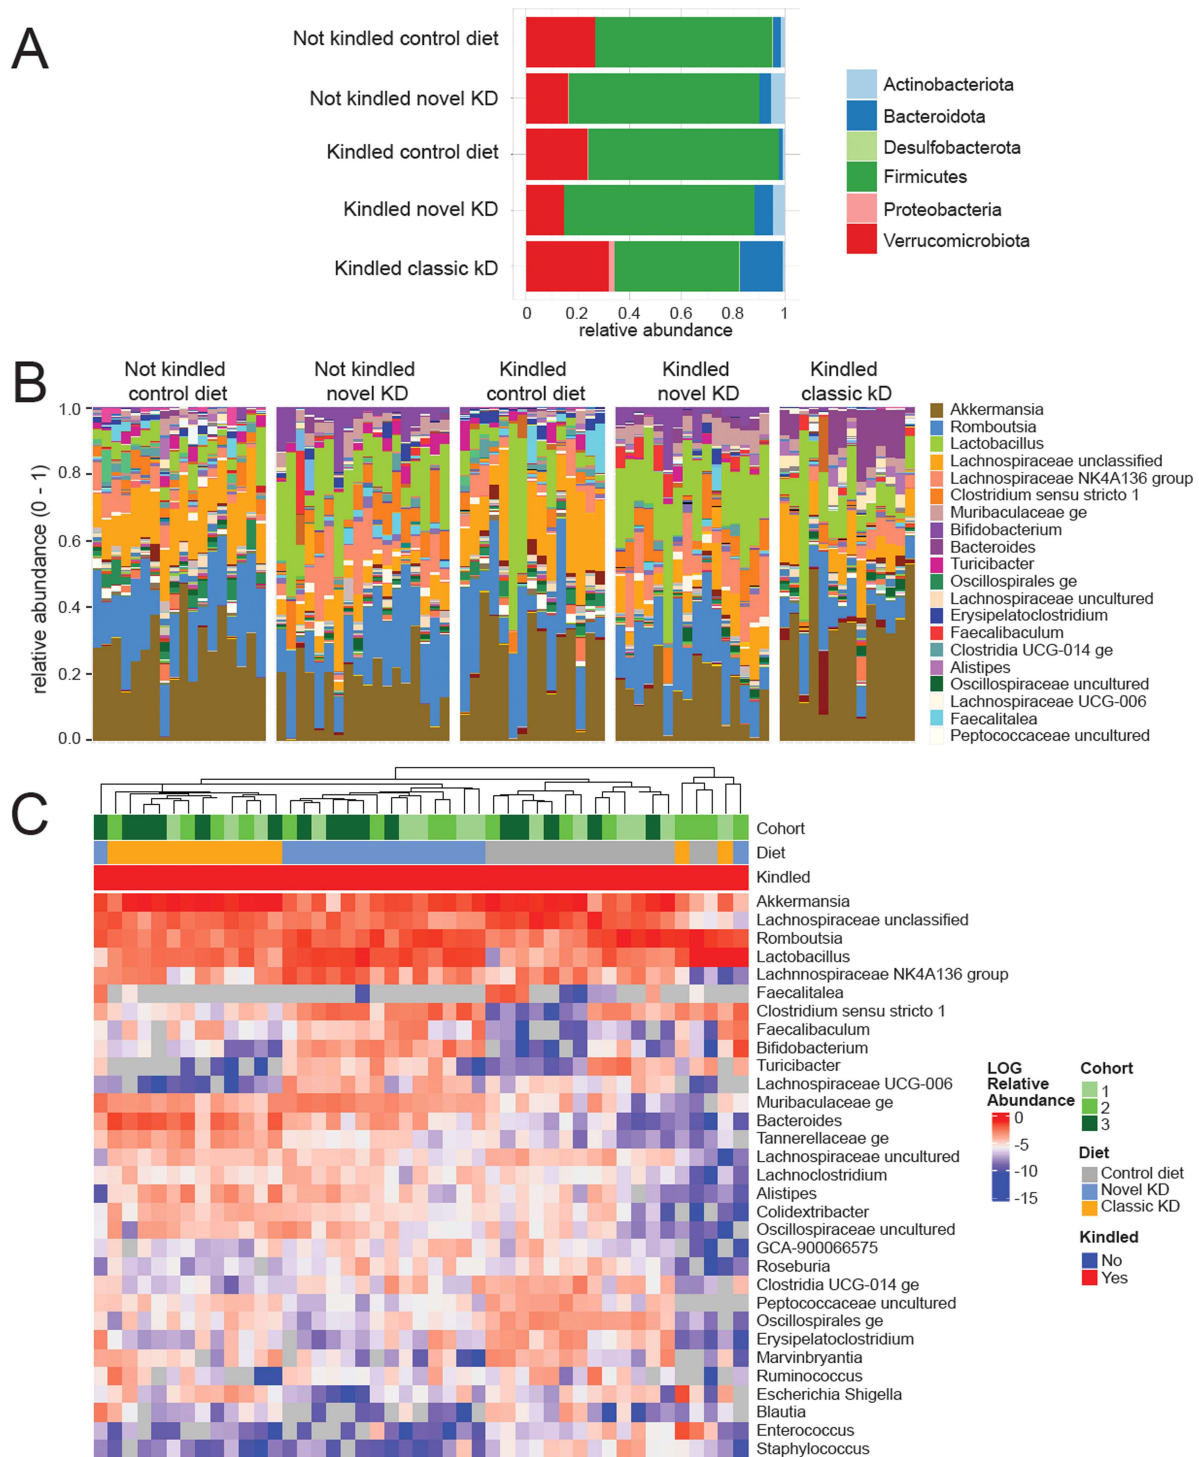 A
Not kindled control diet
Not kindled novel KD
Kindled control diet
Kindled novel KD
Kindled classic kD
0 0.2 0.4 0.6 0.8 1
relative abundance
Actinobacteriota
Bacteroidota
Desulfobacterota
Firmicutes
Proteobacteria
Verrucomicrobiota
B
Not kindled
control diet
Not kindled
novel KD
Kindled
control diet
Kindled
novel KD
Kindled
classic kD
relative abundance (0 - 1)
1.0
0.8
0.6
0.4
0.2
0.0
Akkermansia
Romboutsia
Lactobacillus
Lachnospiraceae unclassified
Lachnospiraceae NK4A136 group
Clostridium sensu stricto 1
Muribaculaceae ge
Bifidobacterium
Bacteroides
Turicibacter
Oscillospirales ge
Lachnospiraceae uncultured
Erysipelatoclostridium
Faecalibaculum
Clostridia UCG-014 ge
Alistipes
Oscillospiraceae uncultured
Lachnospiraceae UCG-006
Faecalitalea
Peptococcaceae uncultured
C
Cohort
Diet
Kindled
Akkermansia
Lachnospiraceae unclassified
Romboutsia
Lactobacillus
Lachnnospiraceae NK4A136 group
Faecalitalea
Clostridium sensu stricto 1
Faecalibaculum
Bifidobacterium
Turicibacter
Lachnospiraceae UCG-006
Muribaculaceae ge
Bacteroides
Tannerellaceae ge
Lachnospiraceae uncultured
Lachnoclostridium
Alistipes
Colidextribacter
Oscillospiraceae uncultured
GCA-900066575
Roseburia
Clostridia UCG-014 ge
Peptococcaceae uncultured
Oscillospirales ge
Erysipelatoclostridium
Marvinbryantia
Ruminococcus
Escherichia Shigella
Blautia
Enterococcus
Staphylococcus
LOG
Relative
Abundance
0
-5
-10
-15
Cohort
1
2
3
Diet
Control diet
Novel KD
Classic KD
Kindled
No
Yes